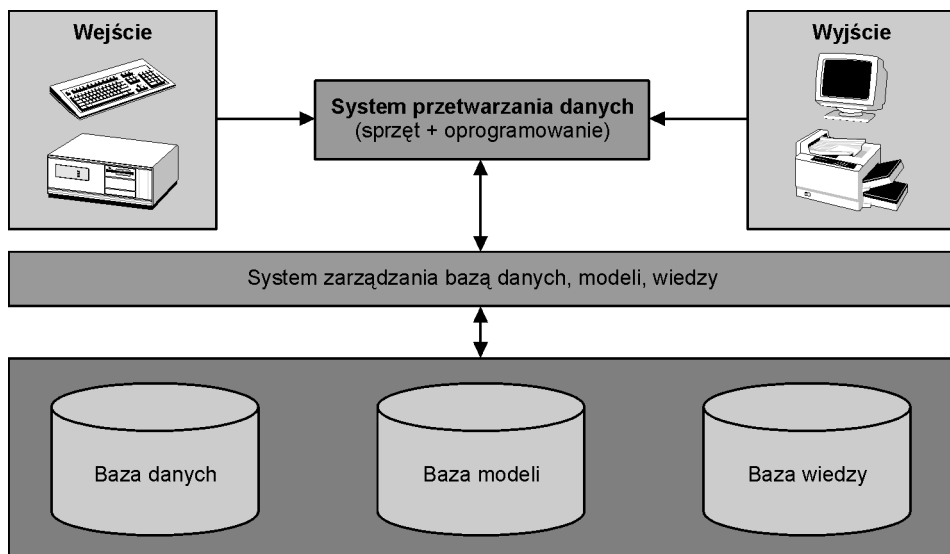 Wejście
Wyjście
System przetwarzania danych
(sprzęt + oprogramowanie)
System zarządzania bazą danych, modeli, wiedzy
Baza danych
Baza modeli
Baza wiedzy